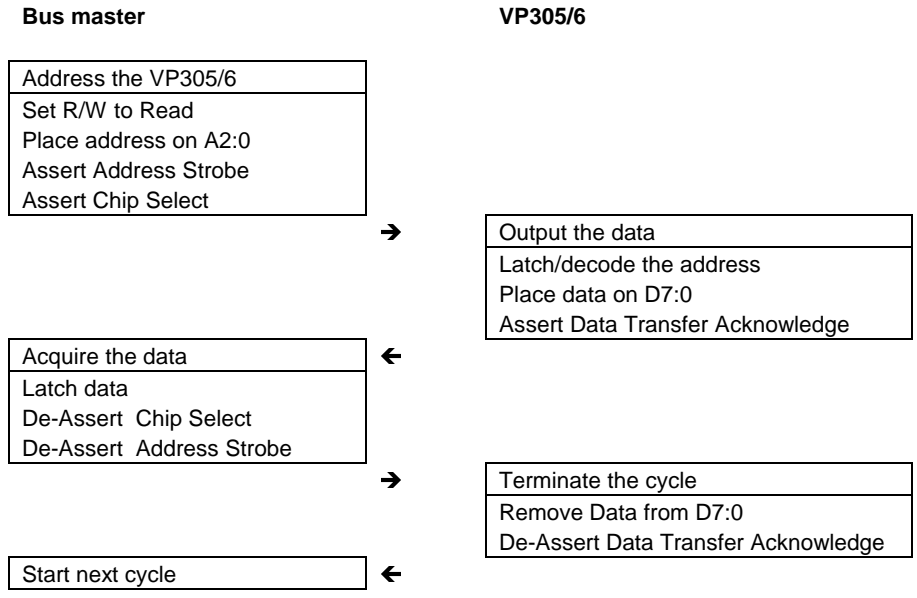 Bus master VP305/6
Address the VP305/6
Set R/W to Read
Place address on A2:0
Assert Address Strobe
Assert Chip Select
➔ Output the data
Latch/decode the address
Place data on D7:0
Assert Data Transfer Acknowledge
Acquire the data 🡸
Latch data
De-Assert Chip Select
De-Assert Address Strobe
➔ Terminate the cycle
Remove Data from D7:0
De-Assert Data Transfer Acknowledge
Start next cycle 🡸